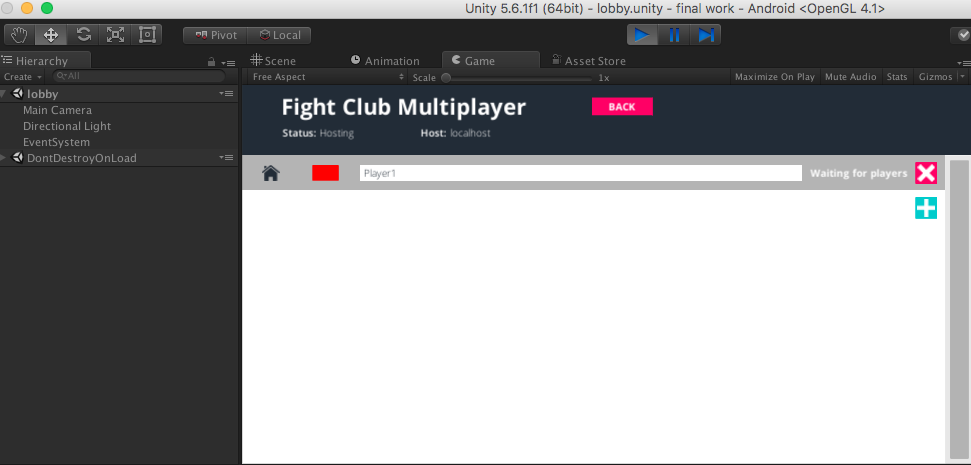 Unity 5.6.1f1 (64bit) - lobby.unity - final work - Android <OpenGL 4.1>
Pivot Local
Hierarchy
Create All
lobby
Main Camera
Directional Light
EventSystem
DontDestroyOnLoad
Scene Animation Game Asset Store
Free Aspect Scale 1x Maximize On Play Mute Audio Stats Gizmos
Fight Club Multiplayer BACK
Status: Hosting Host: localhost
Player1 Waiting for players